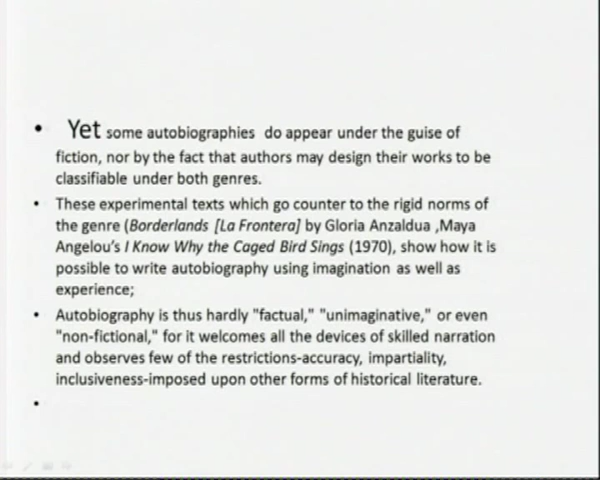 • Yet some autobiographies do appear under the guise of
fiction, nor by the fact that authors may design their works to be
classifiable under both genres.
• These experimental texts which go counter to the rigid norms of
the genre (Borderlands [La Frontera] by Gloria Anzaldua ,Maya
Angelou's I Know Why the Caged Bird Sings (1970), show how it is
possible to write autobiography using imagination as well as
experience;
• Autobiography is thus hardly "factual," "unimaginative," or even
"non-fictional," for it welcomes all the devices of skilled narration
and observes few of the restrictions-accuracy, impartiality,
inclusiveness-imposed upon other forms of historical literature.
•